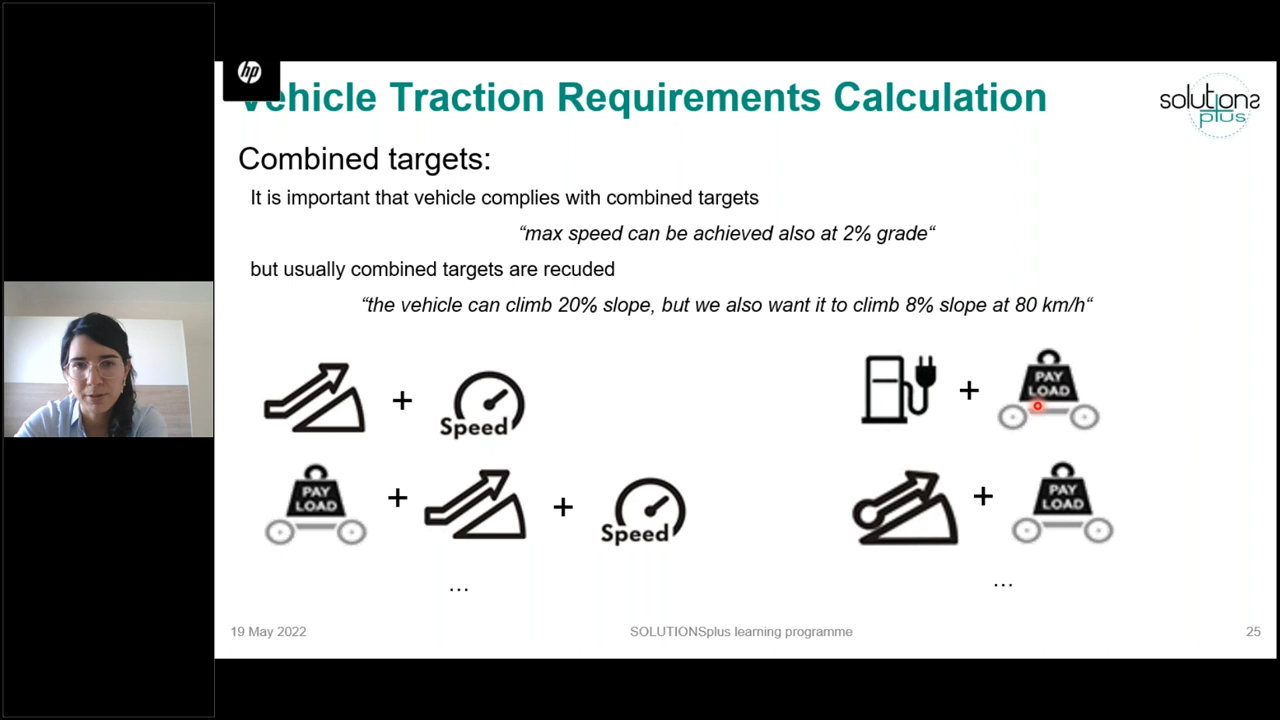 hp
Vehicle Traction Requirements Calculation
solutions
plus
Combined targets:
It is important that vehicle complies with combined targets
“max speed can be achieved also at 2% grade“
but usually combined targets are recuded
“the vehicle can climb 20% slope, but we also want it to climb 8% slope at 80 km/h“
+
Speed
+
PAY
LOAD
PAY
LOAD
+
+
Speed
+
PAY
LOAD
...
...
19 May 2022
SOLUTIONSplus learning programme
25